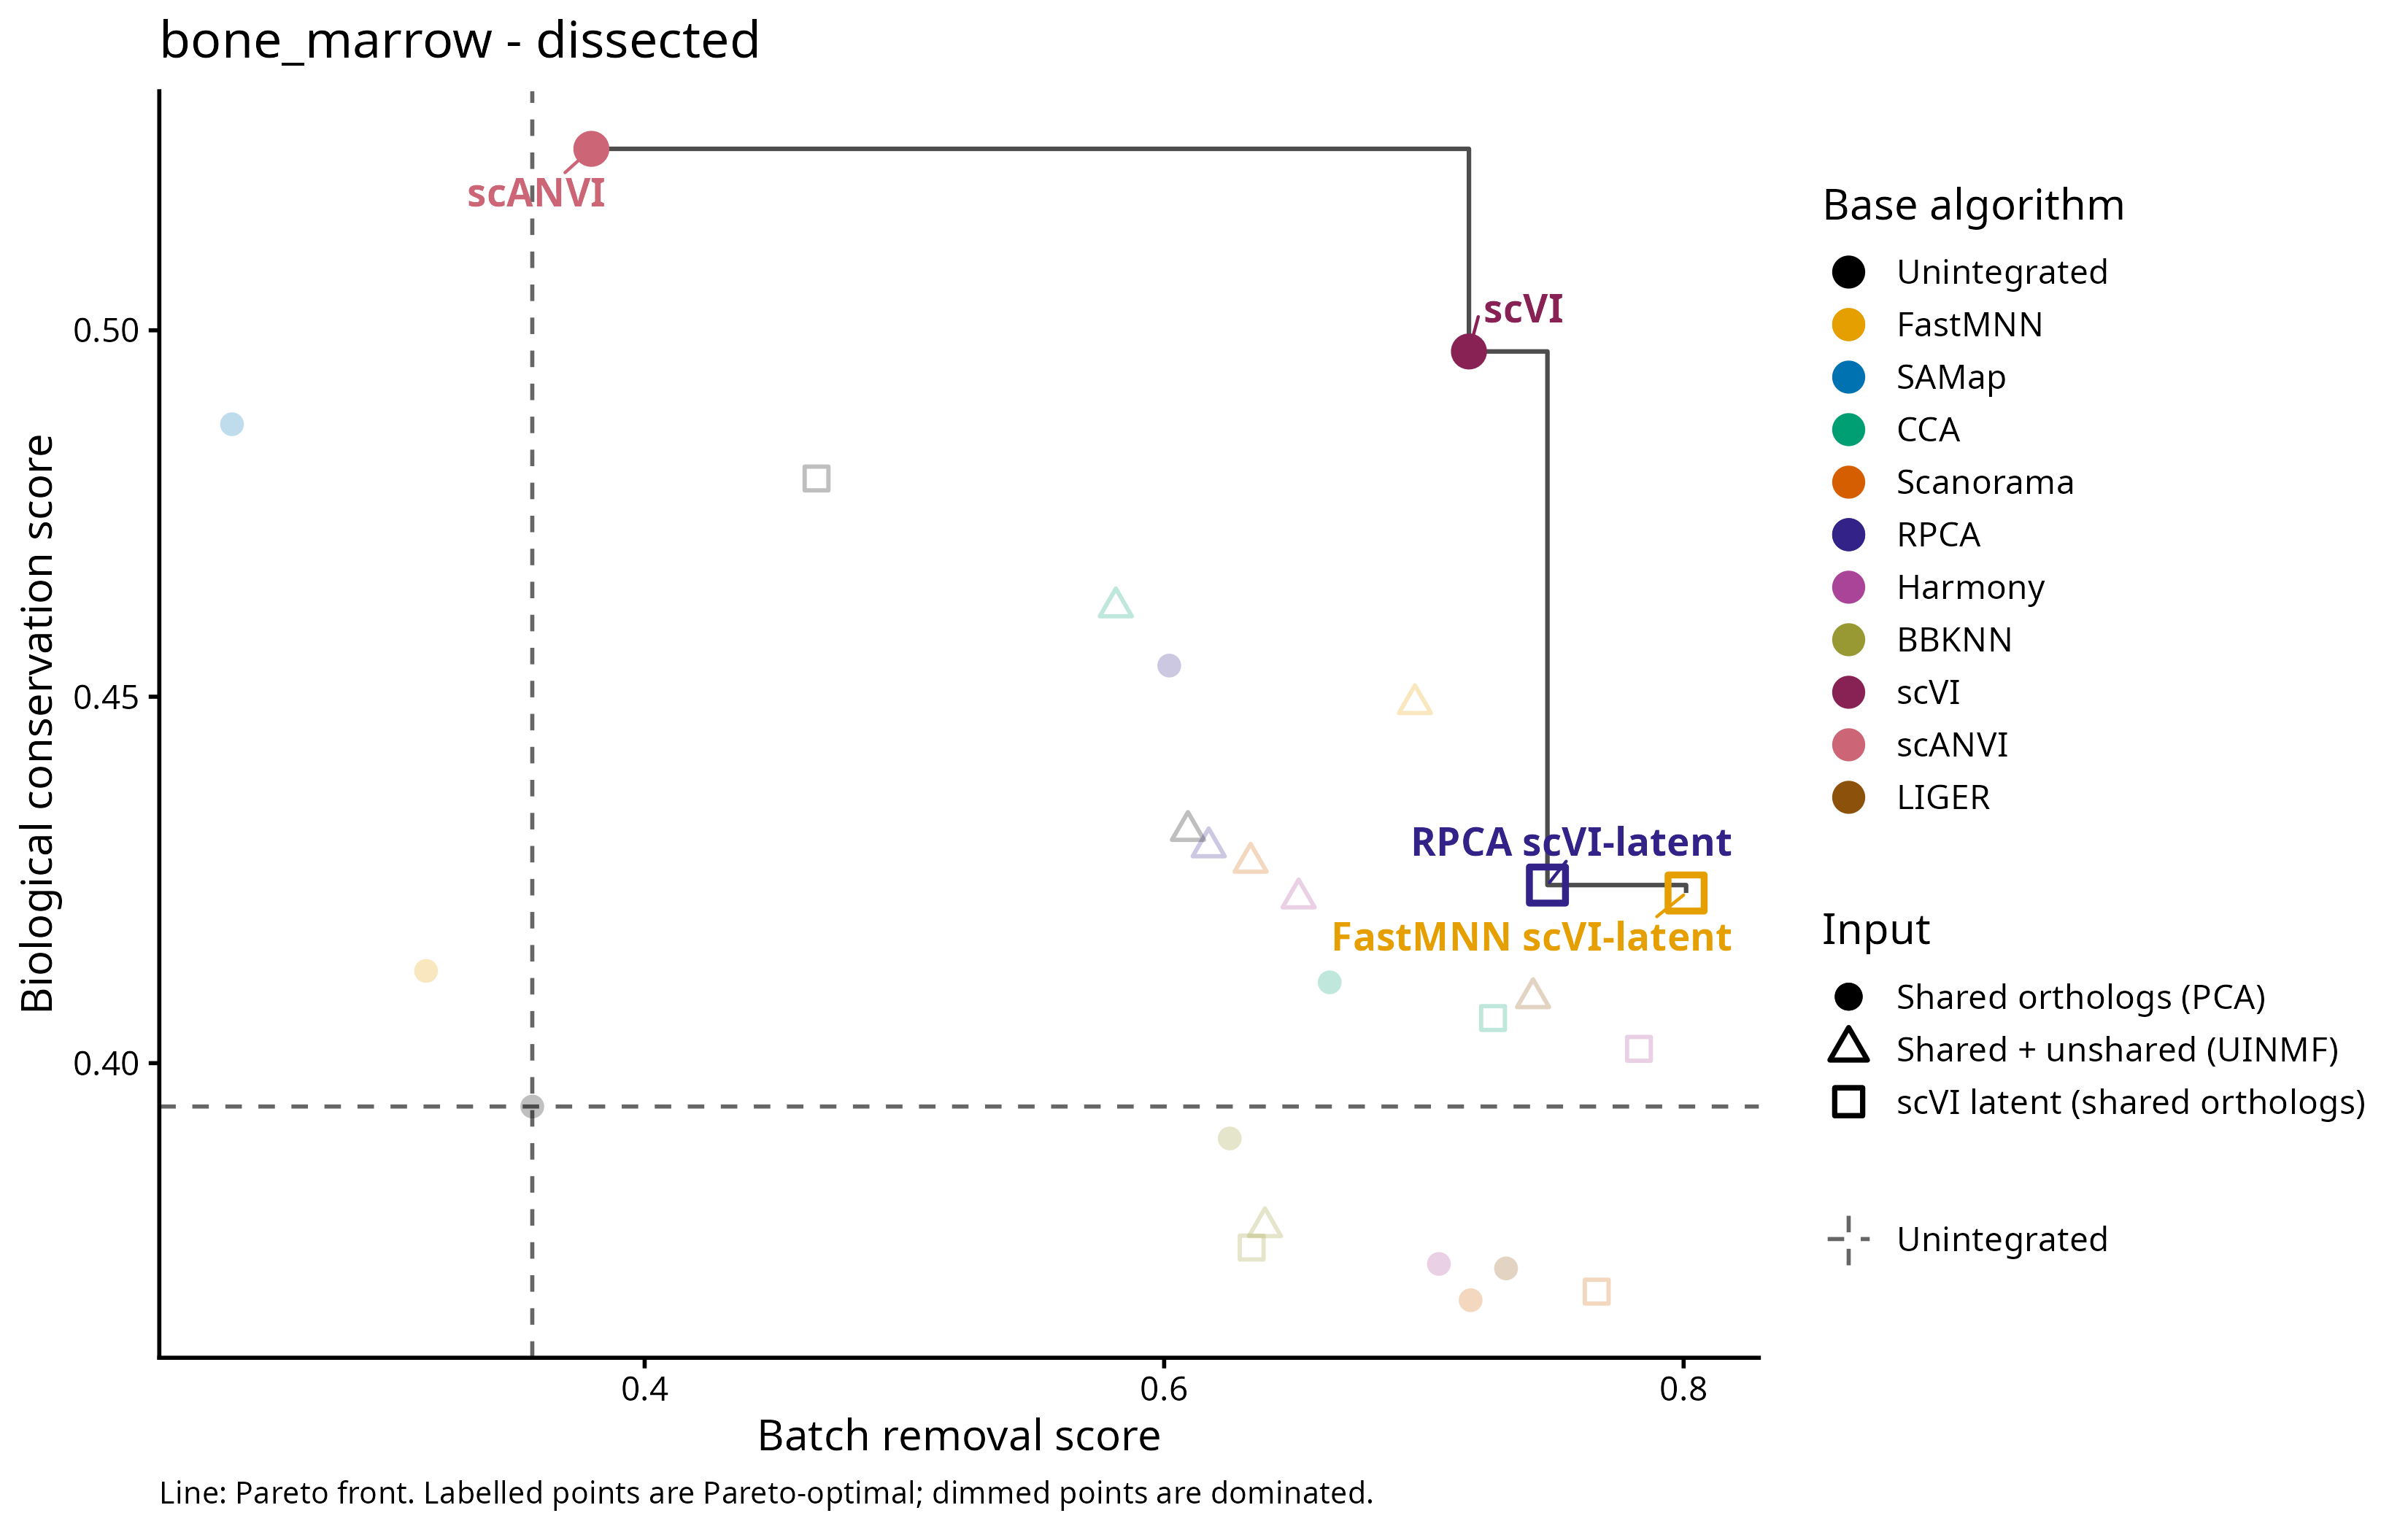 bone_marrow - dissected
Biological conservation score
0.50
0.45
0.40
scANVI
scVI
RPCA scVI-latent
FastMNN scVI-latent
0.4
0.6
0.8
Batch removal score
Line: Pareto front. Labelled points are Pareto-optimal; dimmed points are dominated.
Base algorithm
Unintegrated
FastMNN
SAMap
CCA
Scanorama
RPCA
Harmony
BBKNN
scVI
scANVI
LIGER
Input
Shared orthologs (PCA)
Shared + unshared (UINMF)
scVI latent (shared orthologs)
Unintegrated